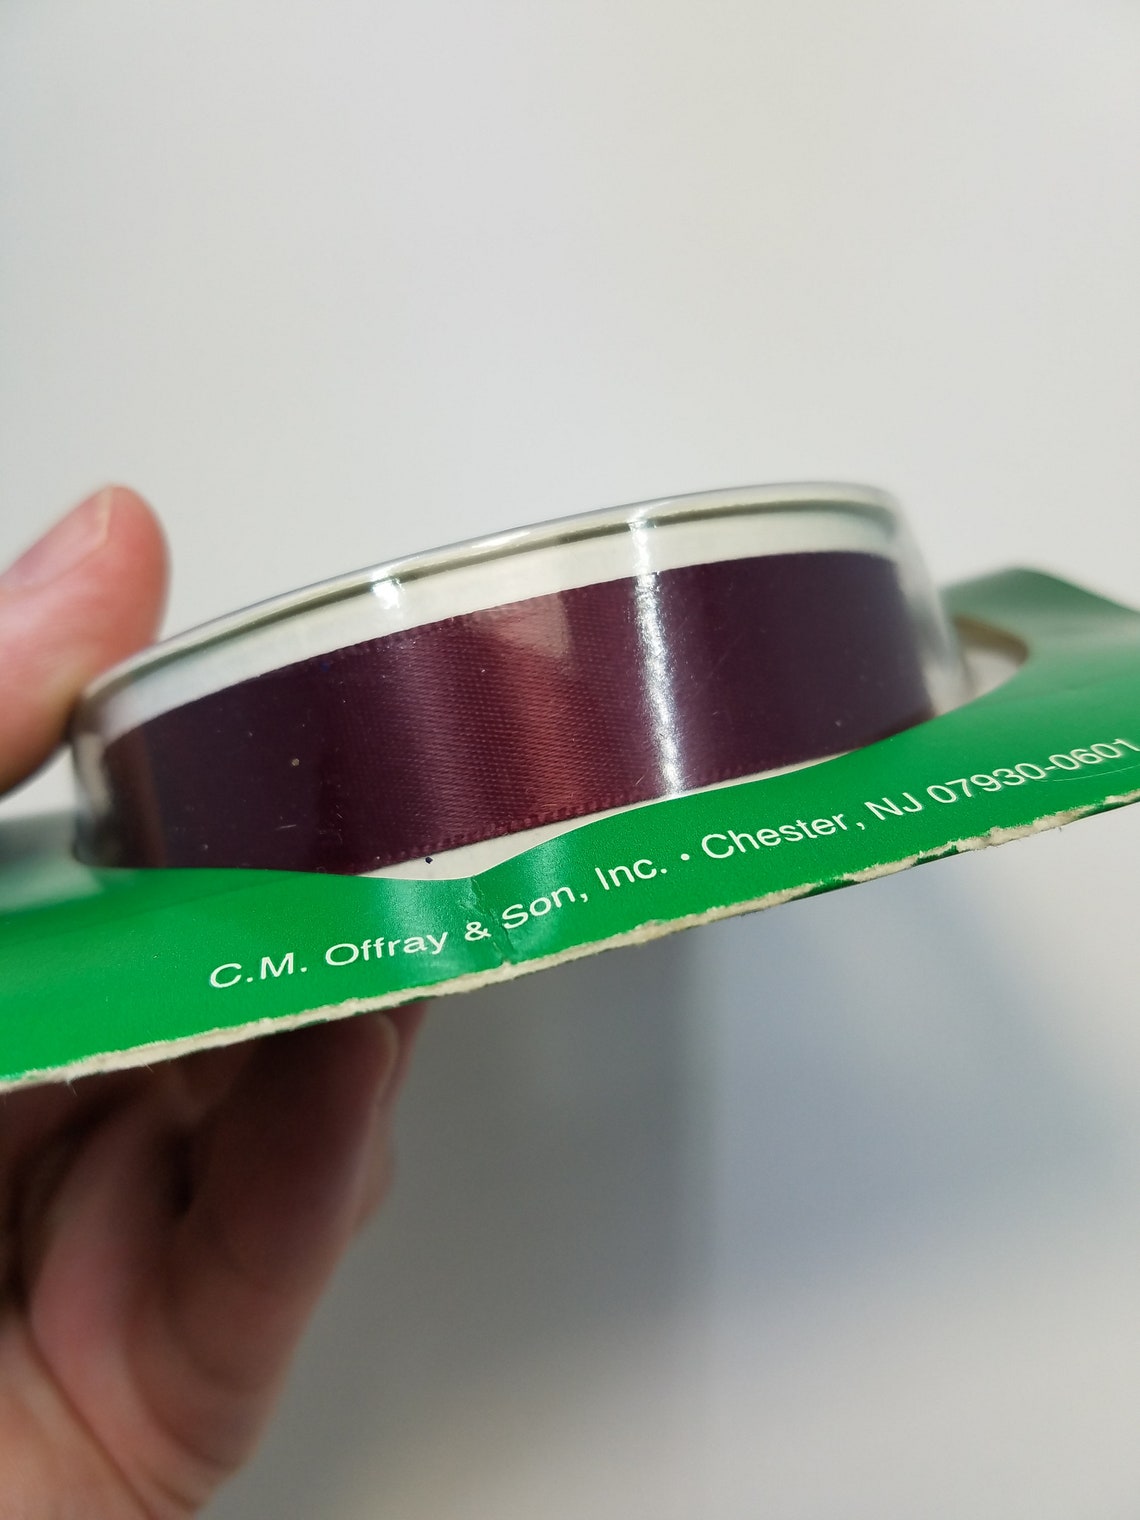 C.M. Offray & Son, Inc. • Chester, NJ 07930-0601